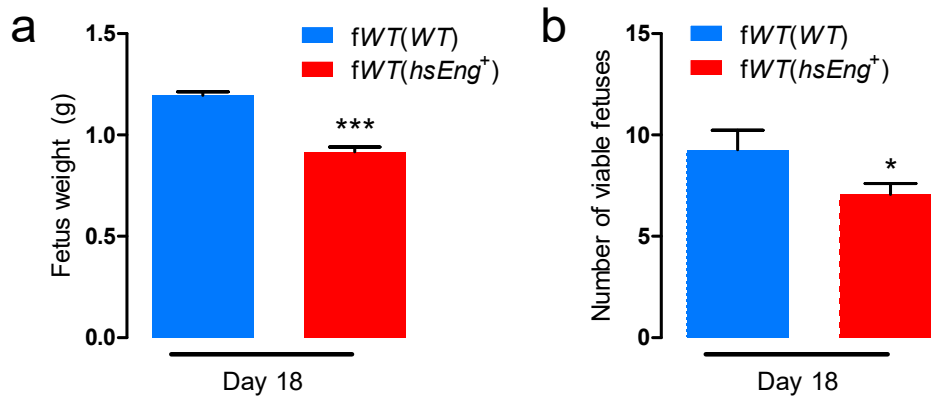 a
fWT(WT)
fWT(hsEng⁺)
Fetus weight (g)
1.5
1.0
0.5
0.0
***
Day 18
b
fWT(WT)
fWT(hsEng⁺)
Number of viable fetuses
15
10
5
0
*
Day 18